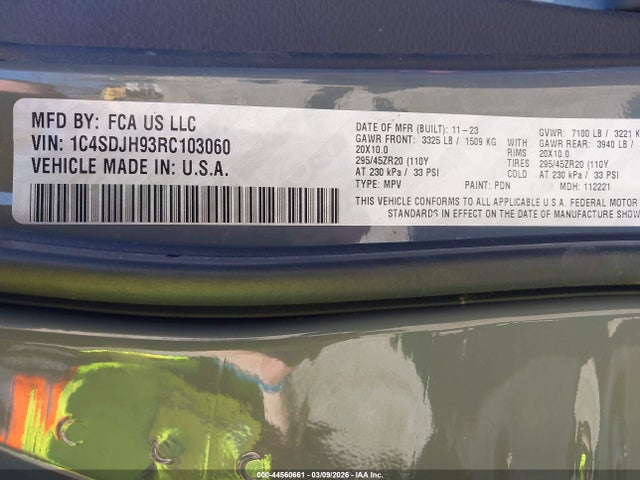 MFD BY: FCA US LLC
VIN: 1C4SDJH93RC103060
VEHICLE MADE IN: U.S.A.
DATE OF MFR (BUILT): 11-23
GVWR: 7100 LB / 3221 K
GAWR FRONT: 3325 LB / 1509 KG
GAWR REAR: 3940 LB /
20X10.0 RIMS 20X10.0
295/45ZR20 (110Y TIRES 295/45ZR20 (110Y
AT 230 kPa / 33 PSI COLD AT 230 kPa / 33 PSI
TYPE: MPV PAINT: PDN MDH: 112221
THIS VEHICLE CONFORMS TO ALL APPLICABLE U.S.A. FEDERAL MOTOR
STANDARDS IN EFFECT ON THE DATE OF MANUFACTURE SHOW
000-44560661 - 03/09/2026 - COPYRIGHT IAA, LLC